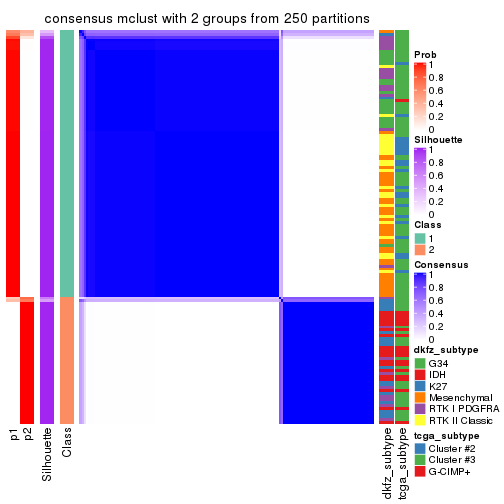 consensus mclust with 2 groups from 250 partitions
Prob
1
0.8
0.6
0.4
0.2
0
Silhouette
1
0.8
0.6
0.4
0.2
0
Class
1
2
Consensus
1
0.8
0.6
0.4
0.2
0
dkfz_subtype
G34
IDH
K27
Mesenchymal
RTK I PDGFRA
RTK II Classic
tcga_subtype
Cluster #2
Cluster #3
G-CIMP+
p1
p2
Silhouette
Class
dkfz_subtype
tcga_subtype